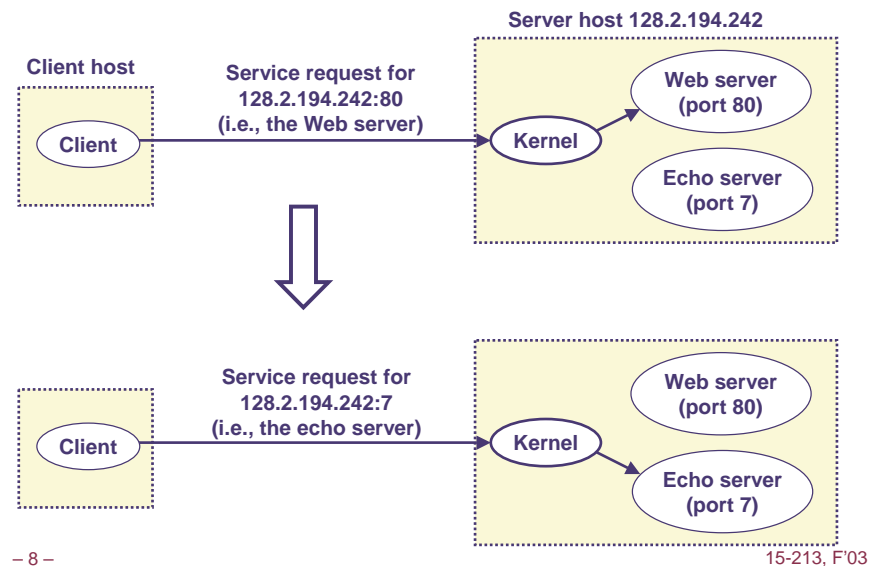 Server host 128.2.194.242
Client host
Service request for
128.2.194.242:80
(i.e., the Web server)
Client
Kernel
Web server
(port 80)
Echo server
(port 7)
Service request for
128.2.194.242:7
(i.e., the echo server)
Client
Kernel
Web server
(port 80)
Echo server
(port 7)
– 8 –
15-213, F’03